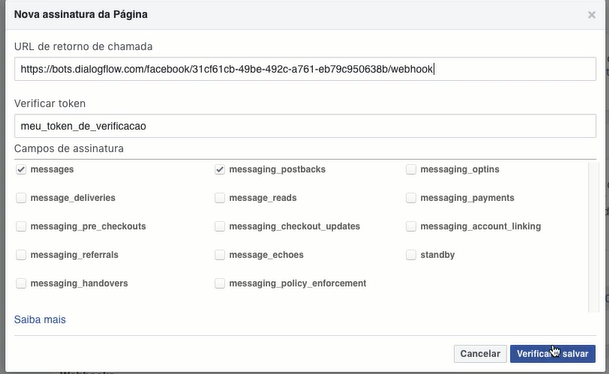 Nova assinatura da Página
URL de retorno de chamada
https://bots.dialogflow.com/facebook/31cf61cb-49be-492c-a761-eb79c950638b/webhook
Verificar token
meu_token_de_verificacao
Campos de assinatura
messages messaging_postbacks messaging_optins
message_deliveries message_reads messaging_payments
messaging_pre_checkouts messaging_checkout_updates messaging_account_linking
messaging_referrals message_echoes standby
messaging_handovers messaging_policy_enforcement
Saiba mais
Cancelar Verificar salvar